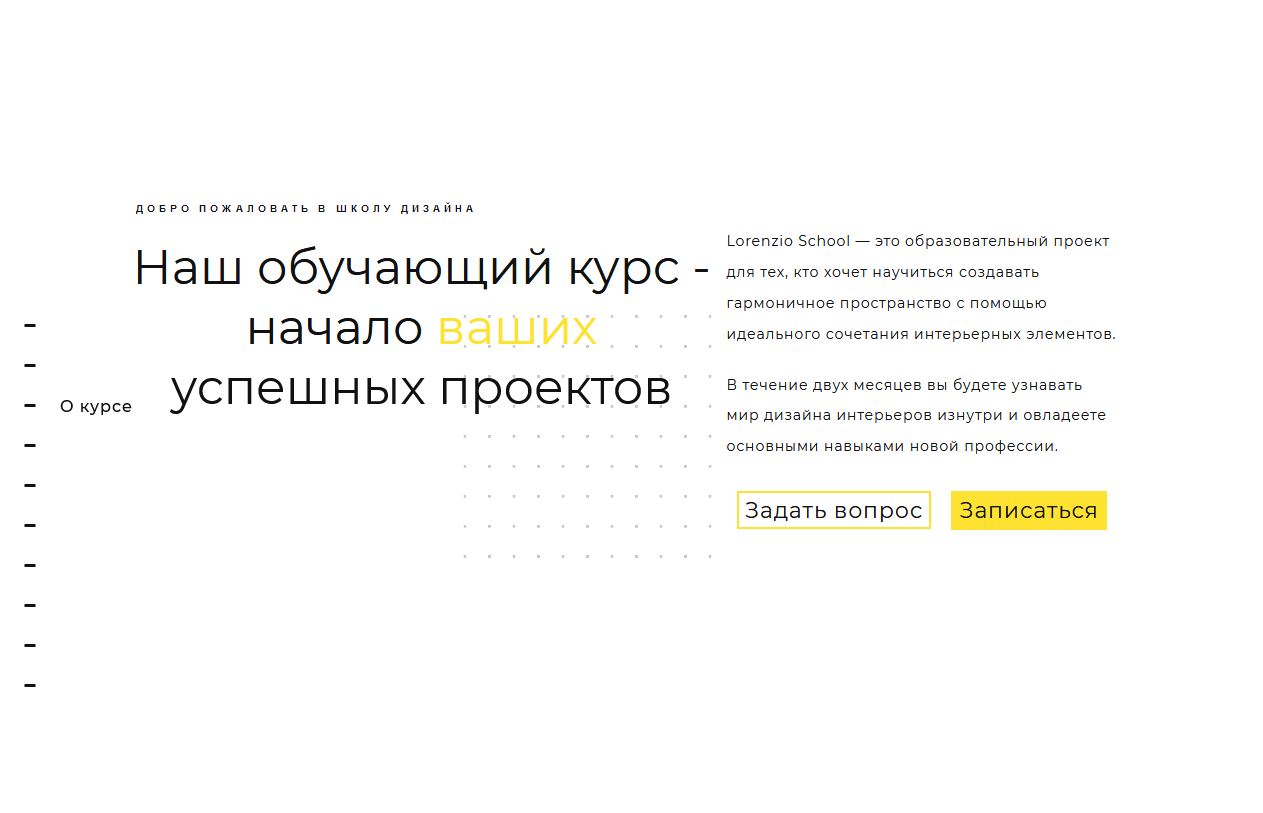 ДОБРО ПОЖАЛОВАТЬ В ШКОЛУ ДИЗАЙНА
Наш обучающий курс -
начало ваших
успешных проектов
О курсе
Lorenzio School — это образовательный проект
для тех, кто хочет научиться создавать
гармоничное пространство с помощью
идеального сочетания интерьерных элементов.
В течение двух месяцев вы будете узнавать
мир дизайна интерьеров изнутри и овладеете
основными навыками новой профессии.
Задать вопрос
Записаться